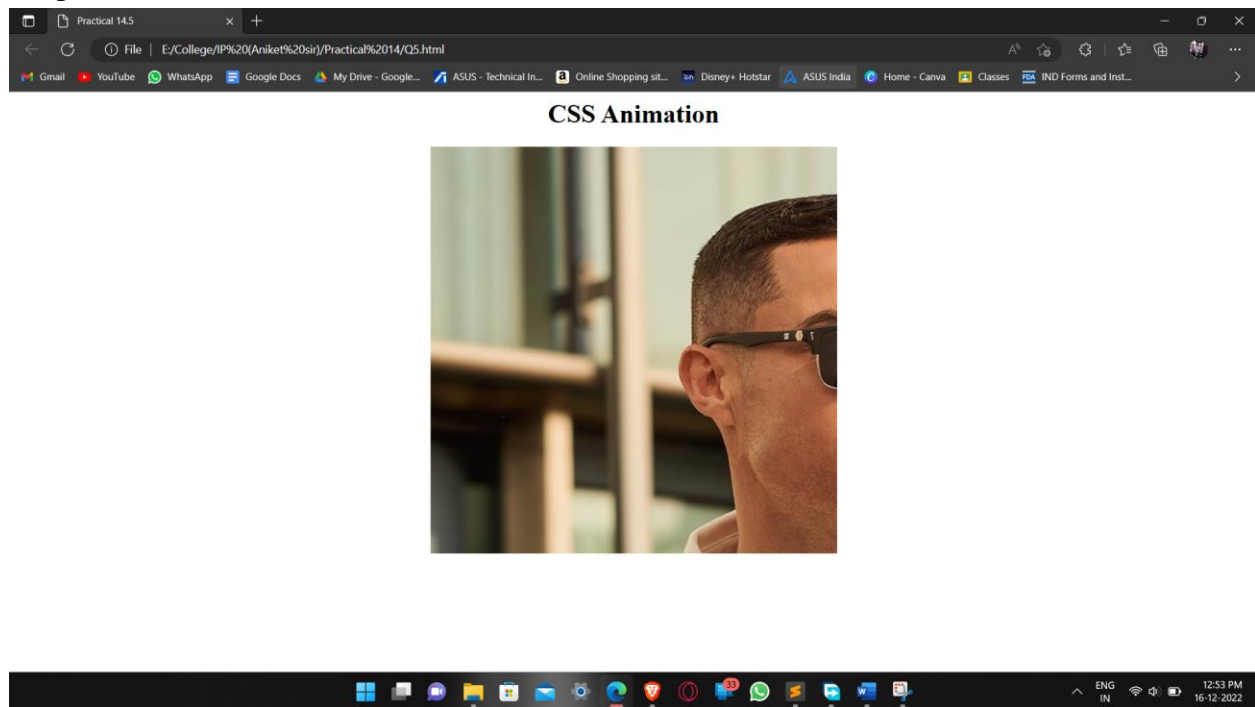 Practical 14.5
File | E:/College/IP%20(Aniket%20sir)/Practical%2014/Q5.html
Gmail YouTube WhatsApp Google Docs My Drive - Google... ASUS - Technical In... Online Shopping sit... Disney+ Hotstar ASUS India Home - Canva Classes IND Forms and Inst...
CSS Animation
33
ENG 12:53 PM
IN 16-12-2022